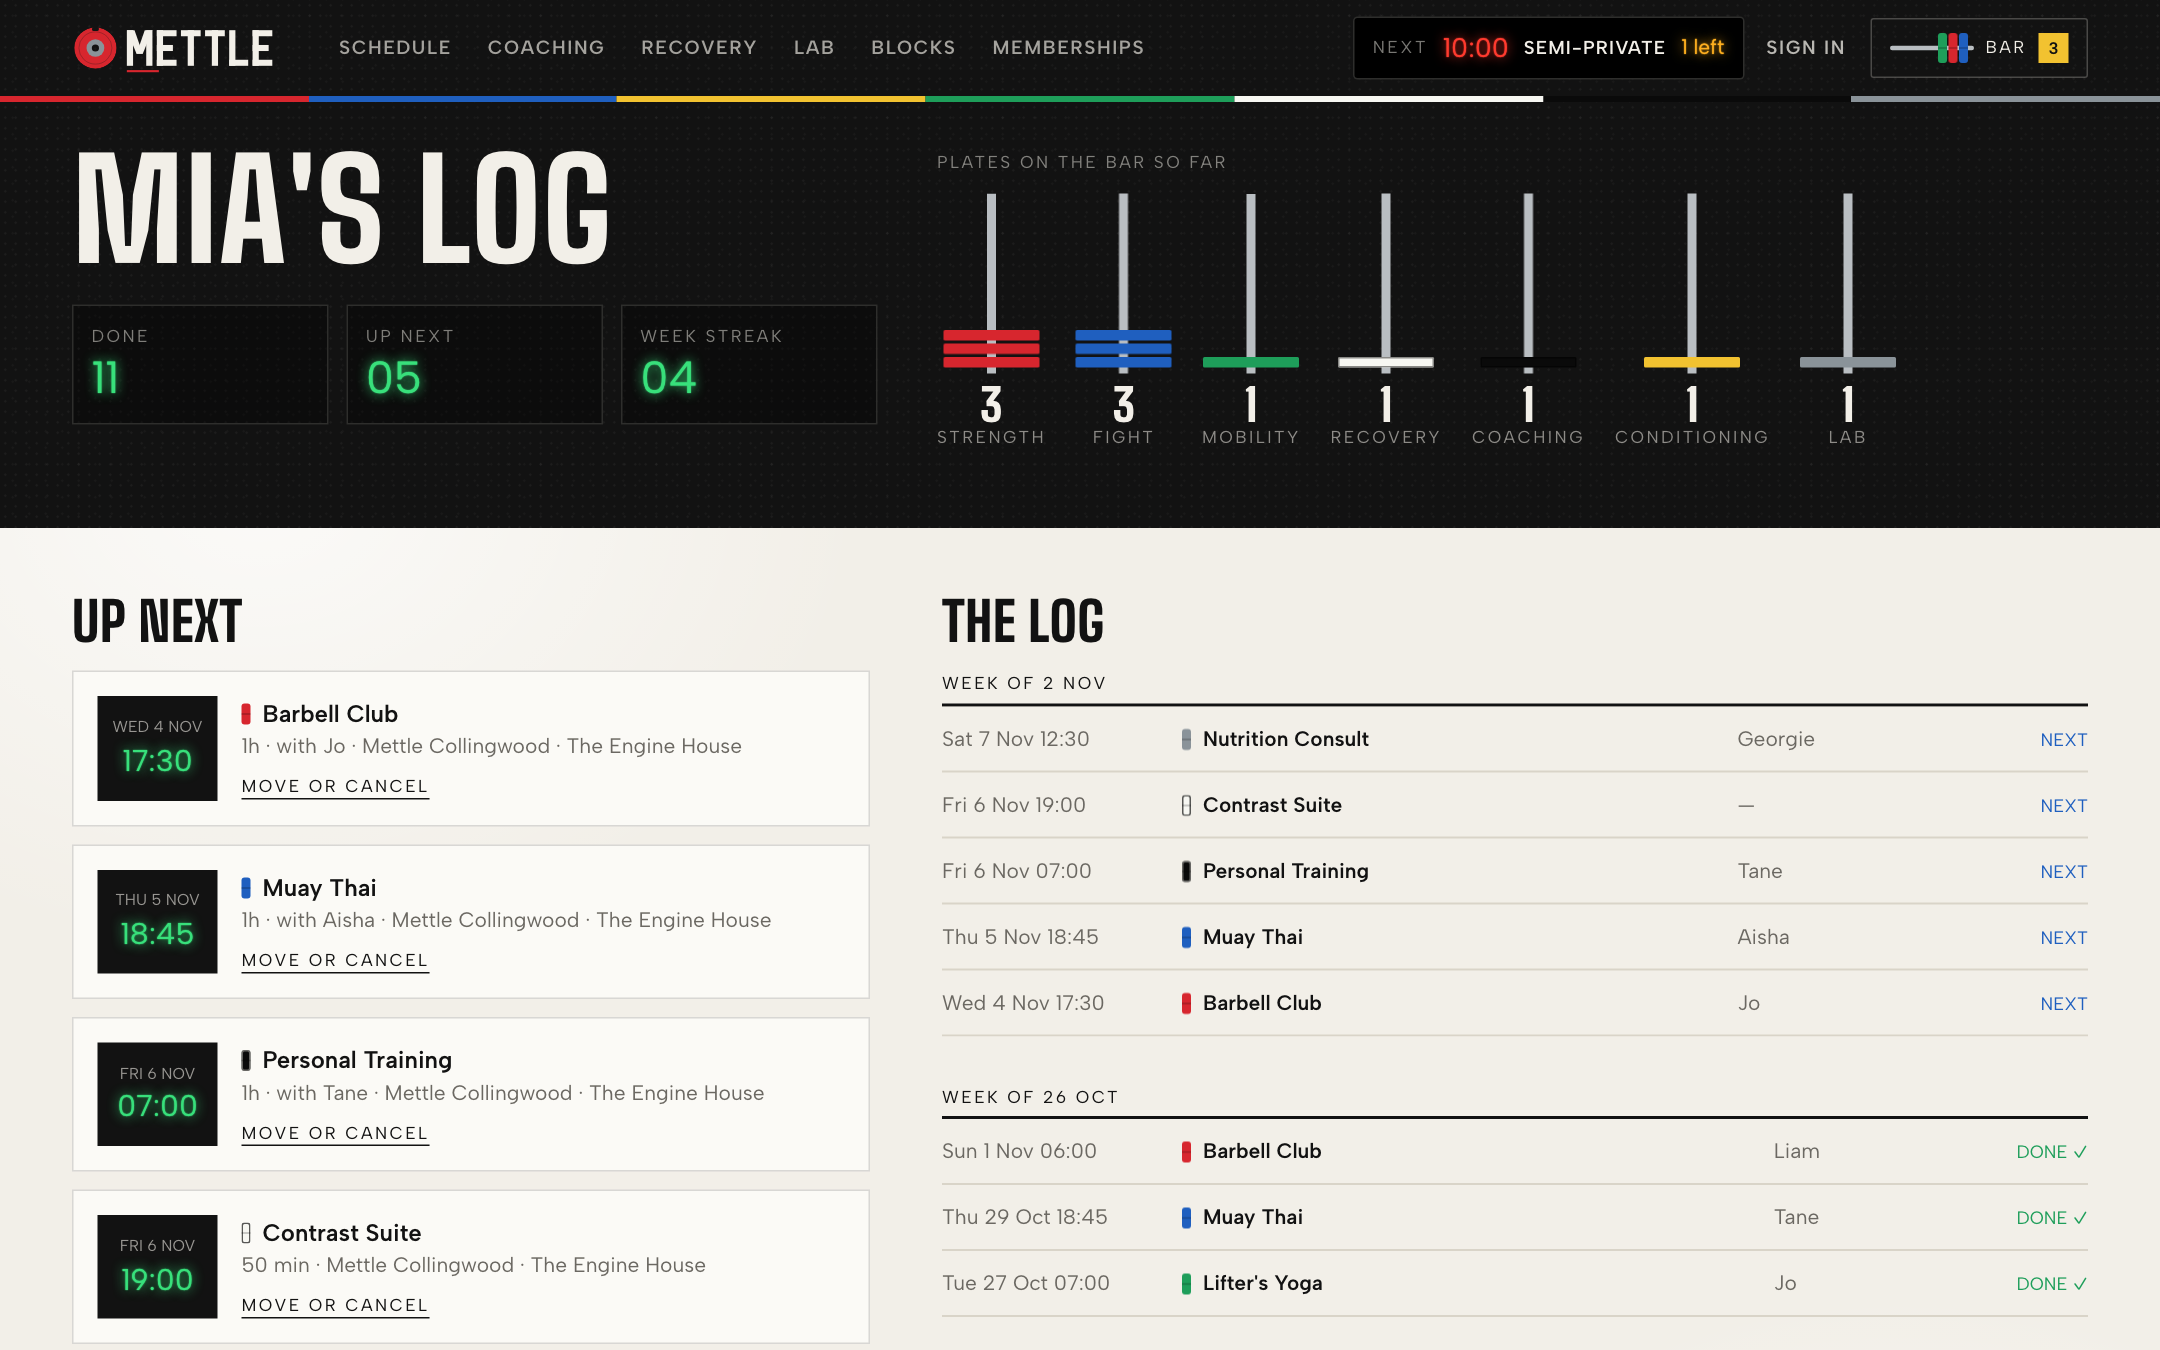 METTLE SCHEDULE COACHING RECOVERY LAB BLOCKS MEMBERSHIPS NEXT 10:00 SEMI-PRIVATE 1 left SIGN IN BAR 3
MIA'S LOG
DONE
11
UP NEXT
05
WEEK STREAK
04
PLATES ON THE BAR SO FAR
3 3 1 1 1 1 1
STRENGTH FIGHT MOBILITY RECOVERY COACHING CONDITIONING LAB
UP NEXT
WED 4 NOV
17:30
Barbell Club
1h · with Jo · Mettle Collingwood · The Engine House
MOVE OR CANCEL
THU 5 NOV
18:45
Muay Thai
1h · with Aisha · Mettle Collingwood · The Engine House
MOVE OR CANCEL
FRI 6 NOV
07:00
Personal Training
1h · with Tane · Mettle Collingwood · The Engine House
MOVE OR CANCEL
FRI 6 NOV
19:00
Contrast Suite
50 min · Mettle Collingwood · The Engine House
MOVE OR CANCEL
THE LOG
WEEK OF 2 NOV
Sat 7 Nov 12:30 Nutrition Consult Georgie NEXT
Fri 6 Nov 19:00 Contrast Suite — NEXT
Fri 6 Nov 07:00 Personal Training Tane NEXT
Thu 5 Nov 18:45 Muay Thai Aisha NEXT
Wed 4 Nov 17:30 Barbell Club Jo NEXT
WEEK OF 26 OCT
Sun 1 Nov 06:00 Barbell Club Liam DONE ✓
Thu 29 Oct 18:45 Muay Thai Tane DONE ✓
Tue 27 Oct 07:00 Lifter's Yoga Jo DONE ✓